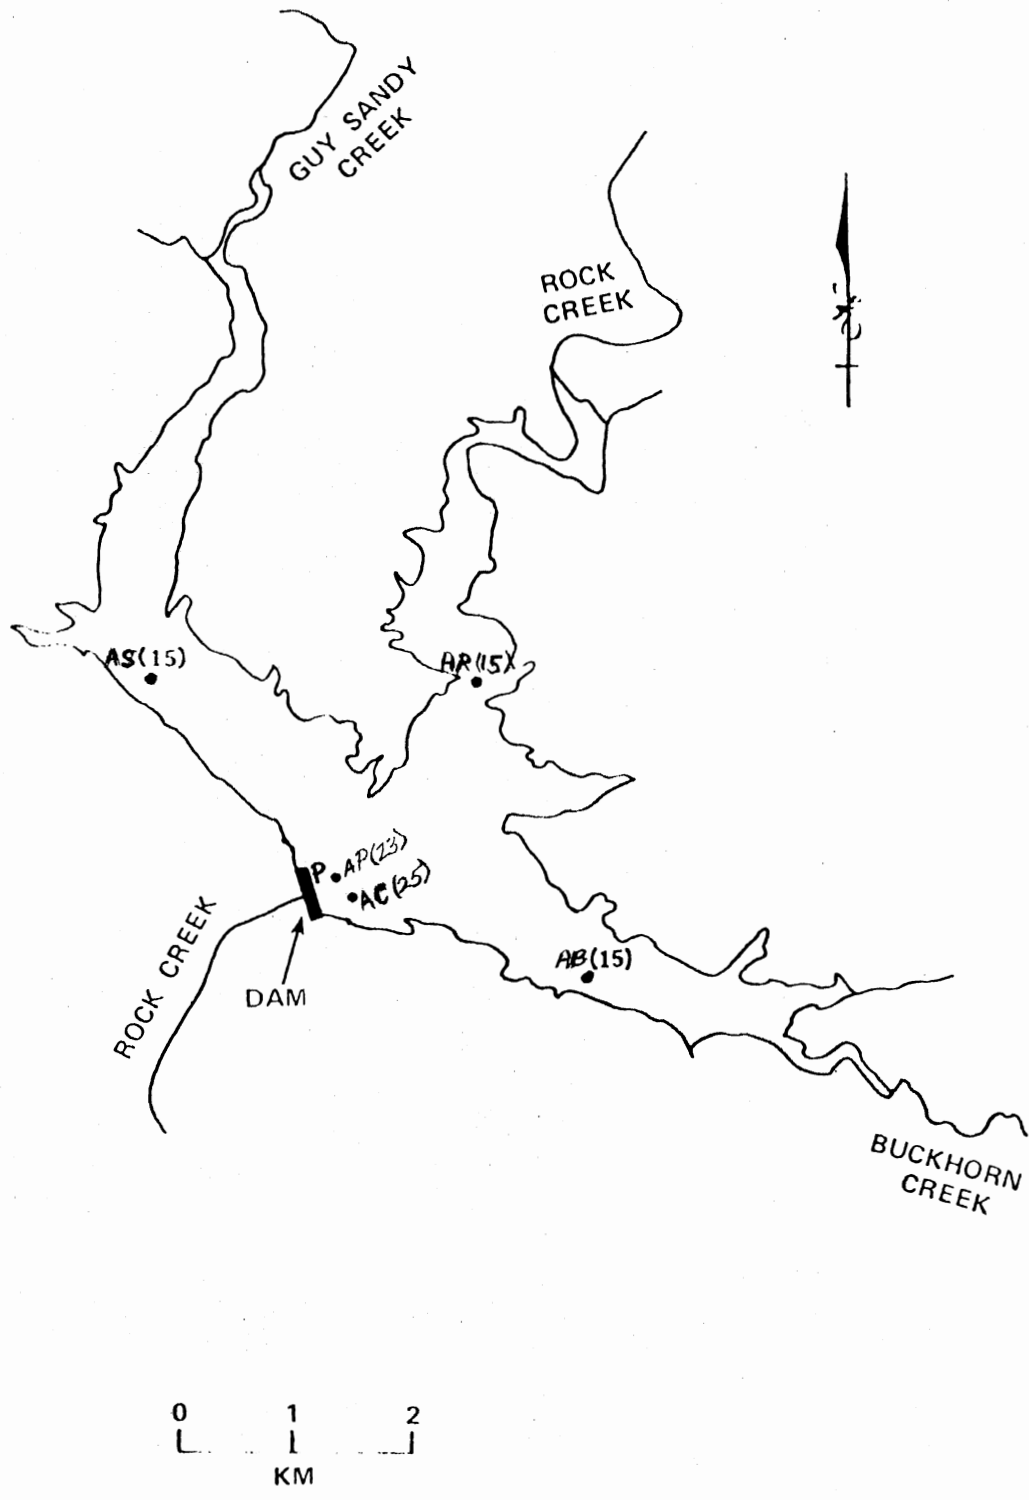 GUY SANDY
CREEK
ROCK
CREEK
N
AS(15)
AR(15)
P
AP(23)
AC(25)
ROCK CREEK
DAM
AB(15)
BUCKHORN
CREEK
0 1 2
KM